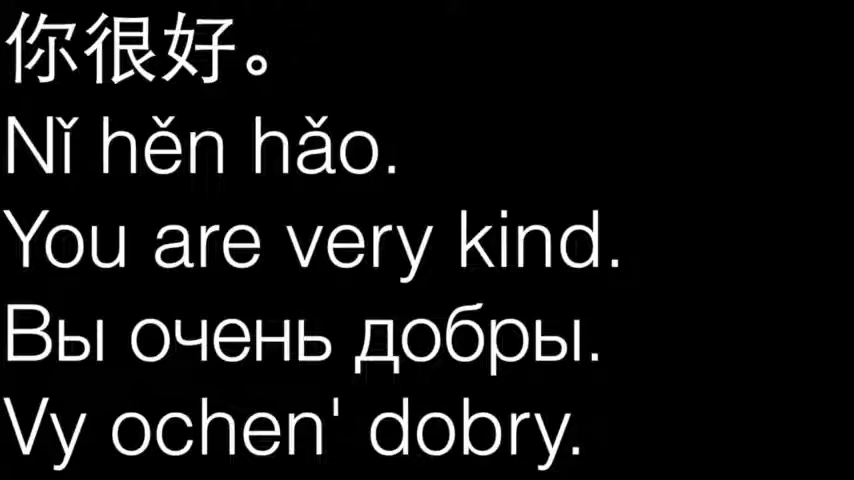 你很好。
Nǐ hěn hǎo.
You are very kind.
Вы очень добры.
Vy ochen' dobry.